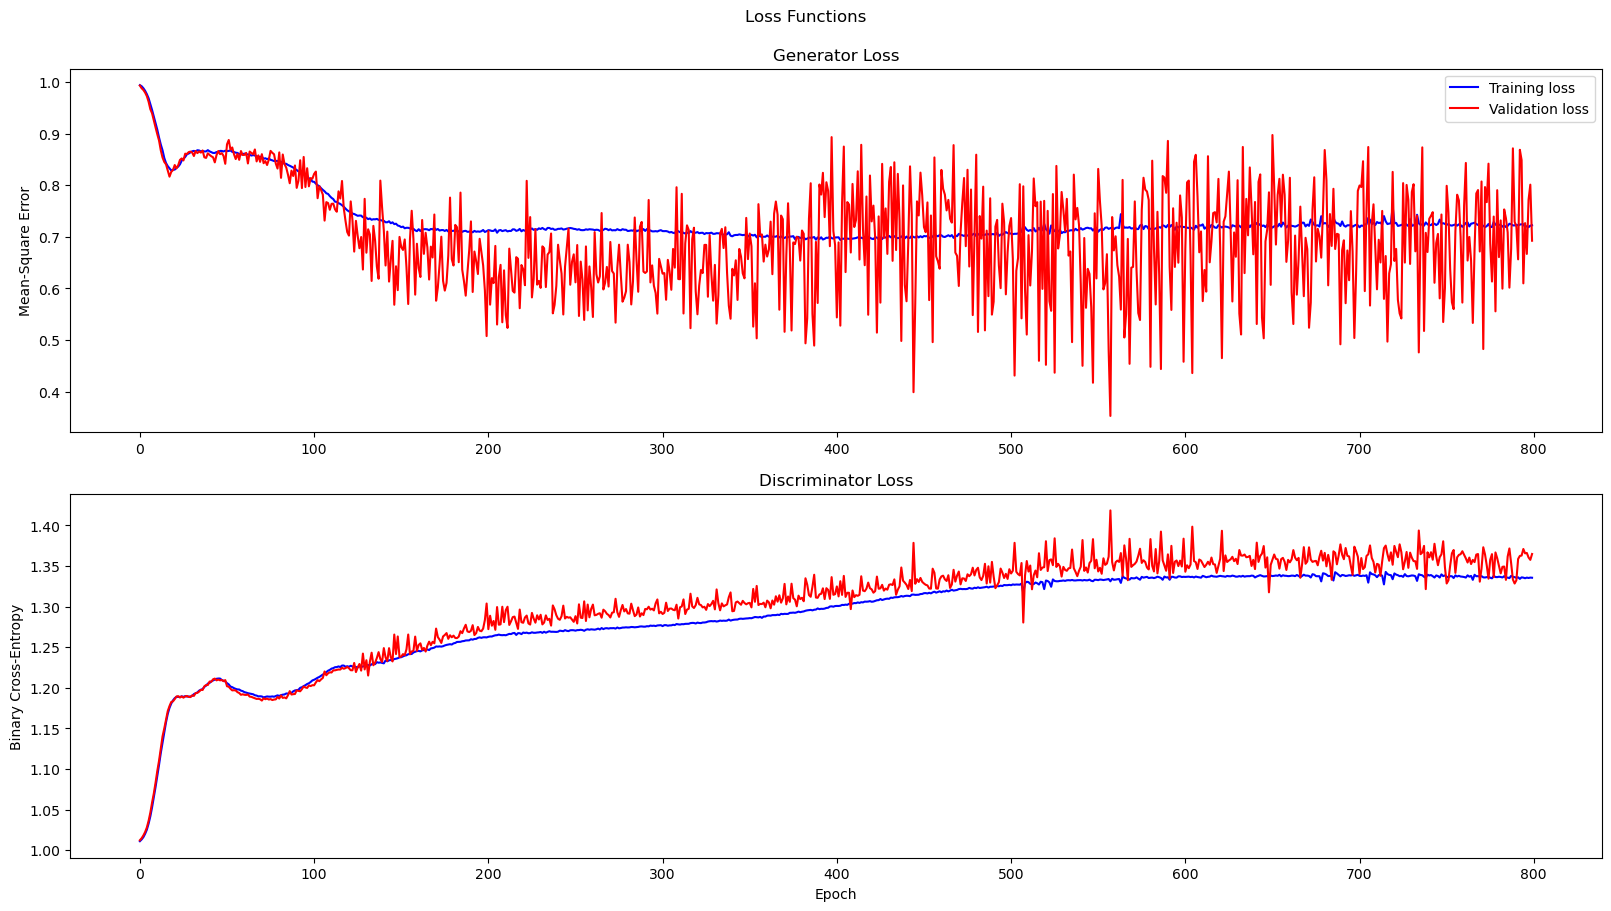 Loss Functions
Generator Loss
Mean-Square Error
1.0
0.9
0.8
0.7
0.6
0.5
0.4
Training loss
Validation loss
0 100 200 300 400 500 600 700 800
Discriminator Loss
Binary Cross-Entropy
1.40
1.35
1.30
1.25
1.20
1.15
1.10
1.05
1.00
0 100 200 300 400 500 600 700 800
Epoch